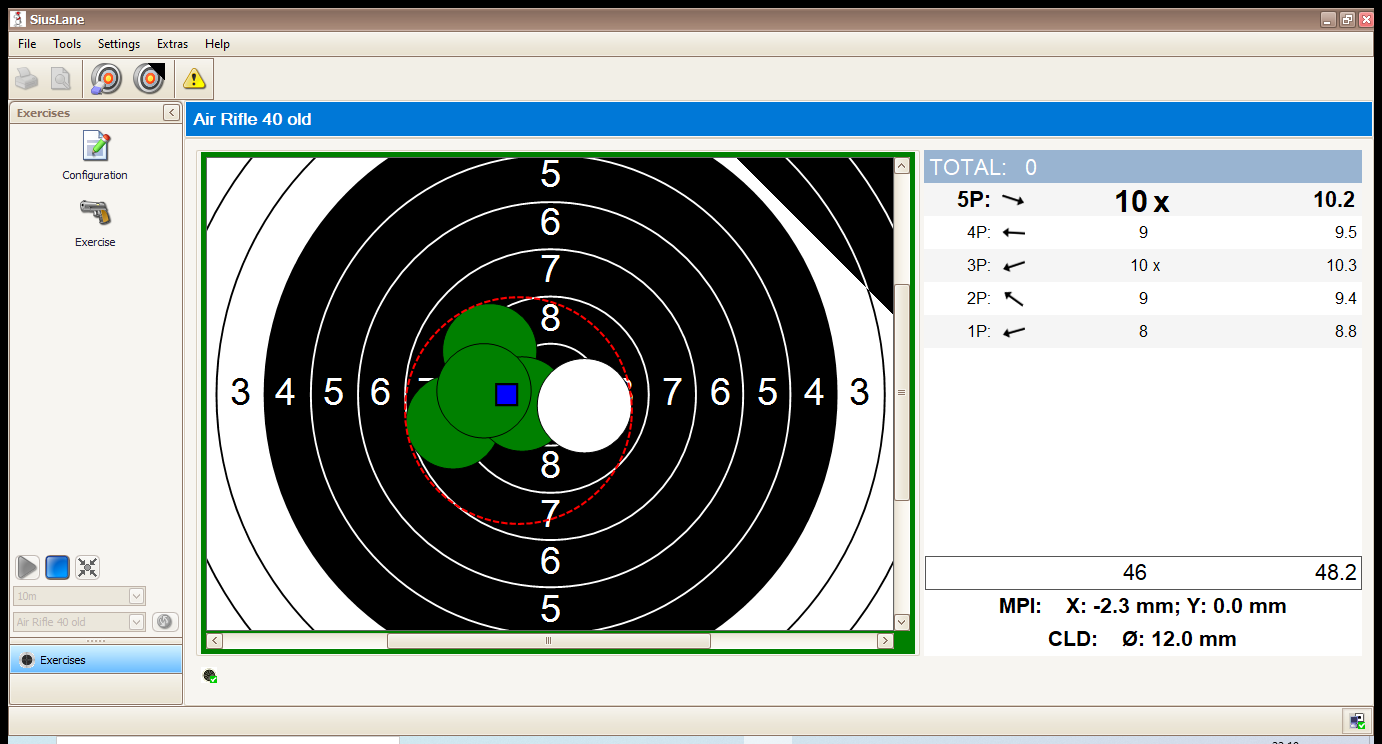 SiusLane
File Tools Settings Extras Help
Exercises
Configuration
Exercise
10m
Air Rifle 40 old
Exercises
Air Rifle 40 old
5
6
7
8
3 4 5 6 7 6 5 4 3
8
7
6
5
TOTAL: 0
5P: 10 x 10.2
4P: 9 9.5
3P: 10 x 10.3
2P: 9 9.4
1P: 8 8.8
46 48.2
MPI: X: -2.3 mm; Y: 0.0 mm
CLD: Ø: 12.0 mm